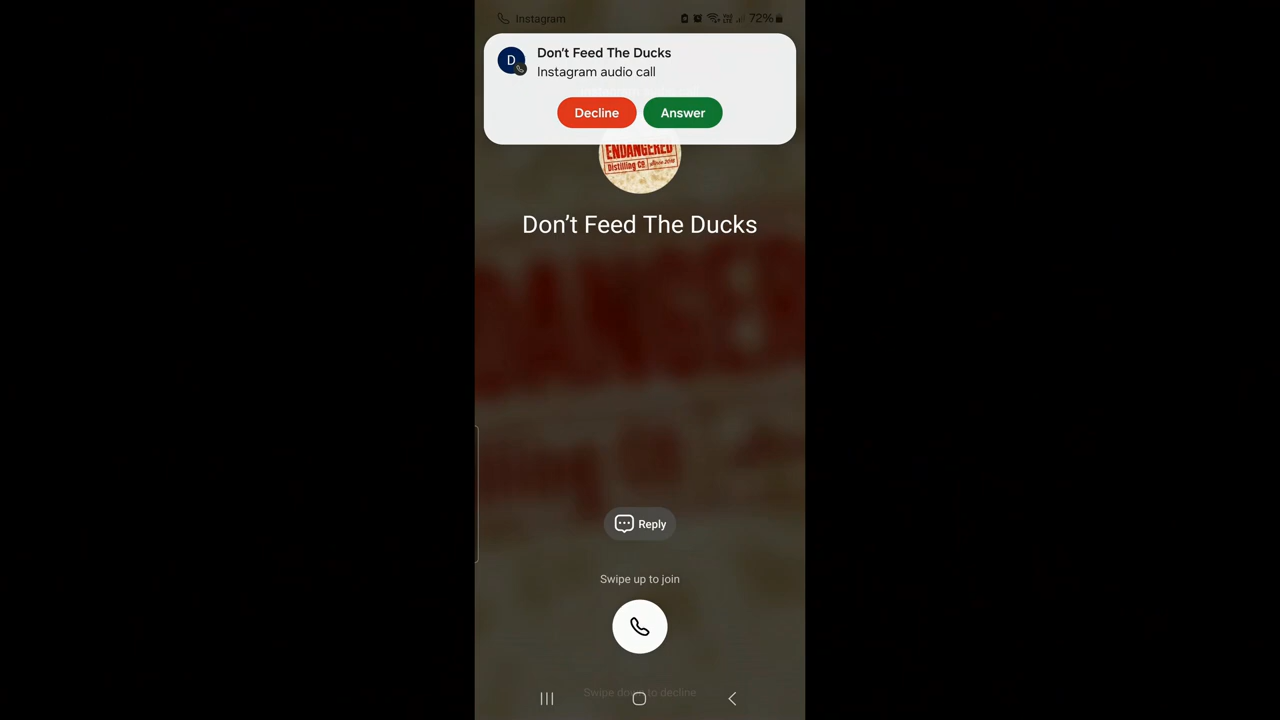 Instagram
72%
Don't Feed The Ducks
D
Instagram audio call
Decline
Answer
ENDANGERED
Distilling Co
Don't Feed The Ducks
Reply
Swipe up to join
Swipe down to decline